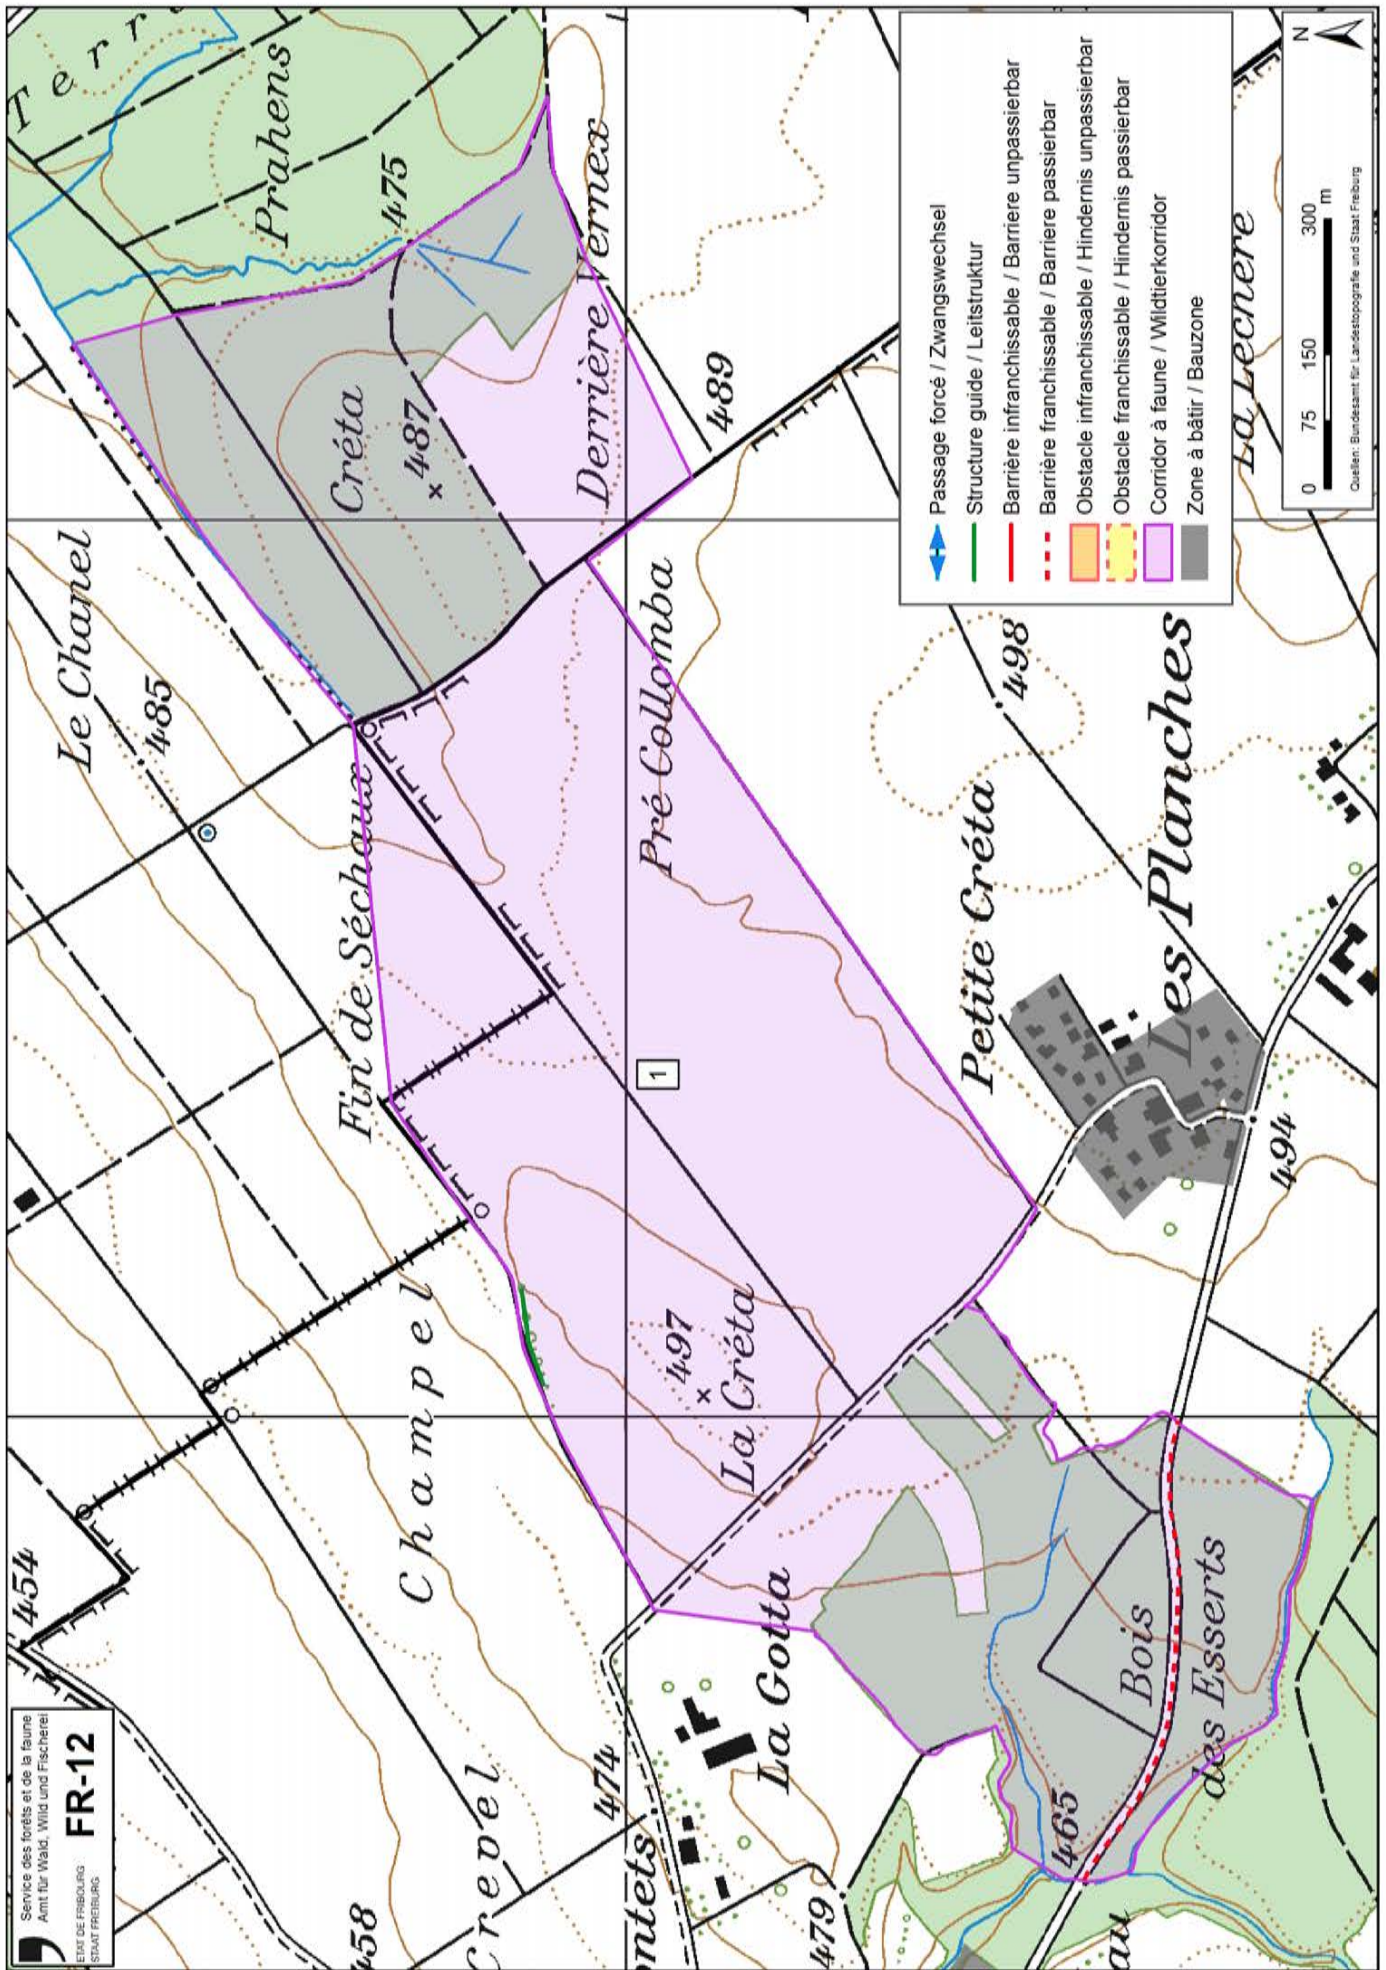 Service des forêts et de la faune
Amt für Wald, Wild und Fischerei
ETAT DE FRIBOURG
STAAT FREIBURG
FR-12
454
458
Crepel
Champel
474
ontets
479
La Gotta
465
au
Bois
des Esserts
497
La Créta
1
Le Chanel
485
Fin de Séchaux
Pré Collomba
Petite Créta
Les Planches
494
498
Créta
487
Derrière Vernex
489
Prahens
475
Terr
La Lechère
Passage forcé / Zwangswechsel
Structure guide / Leitstruktur
Barrière infranchissable / Barriere unpassierbar
Barrière franchissable / Barriere passierbar
Obstacle infranchissable / Hindernis unpassierbar
Obstacle franchissable / Hindernis passierbar
Corridor à faune / Wildtierkorridor
Zone à bâtir / Bauzone
N
0 75 150 300
m
Quellen: Bundesamt für Landestopografie und Staat Freiburg